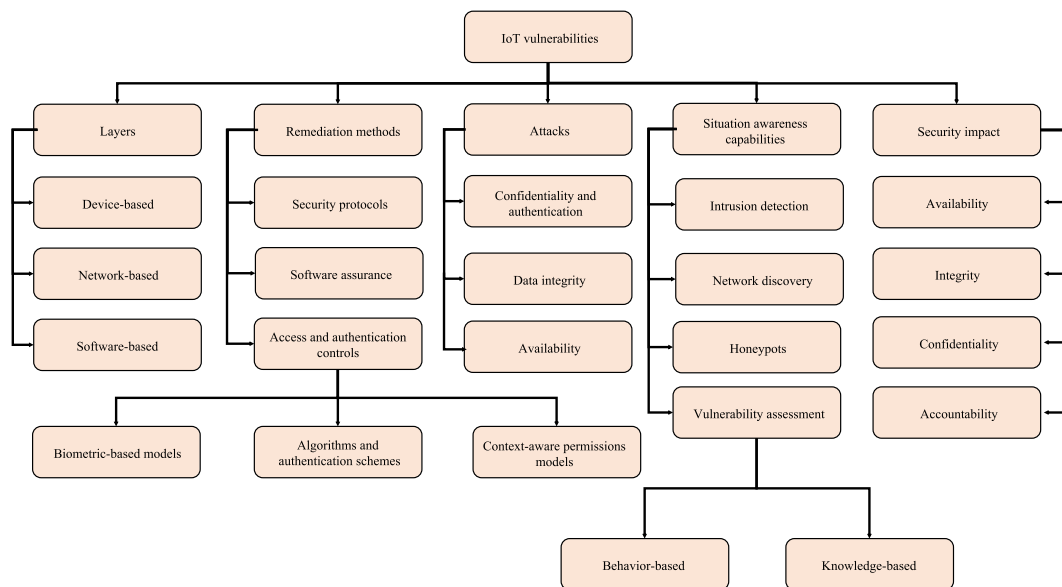 IoT vulnerabilities
Layers
Remediation methods
Attacks
Situation awareness
capabilities
Security impact
Device-based
Security protocols
Confidentiality and
authentication
Intrusion detection
Availability
Network-based
Software assurance
Data integrity
Network discovery
Integrity
Software-based
Access and authentication
controls
Availability
Honeypots
Confidentiality
Vulnerability assessment
Accountability
Biometric-based models
Algorithms and
authentication schemes
Context-aware permissions
models
Behavior-based
Knowledge-based